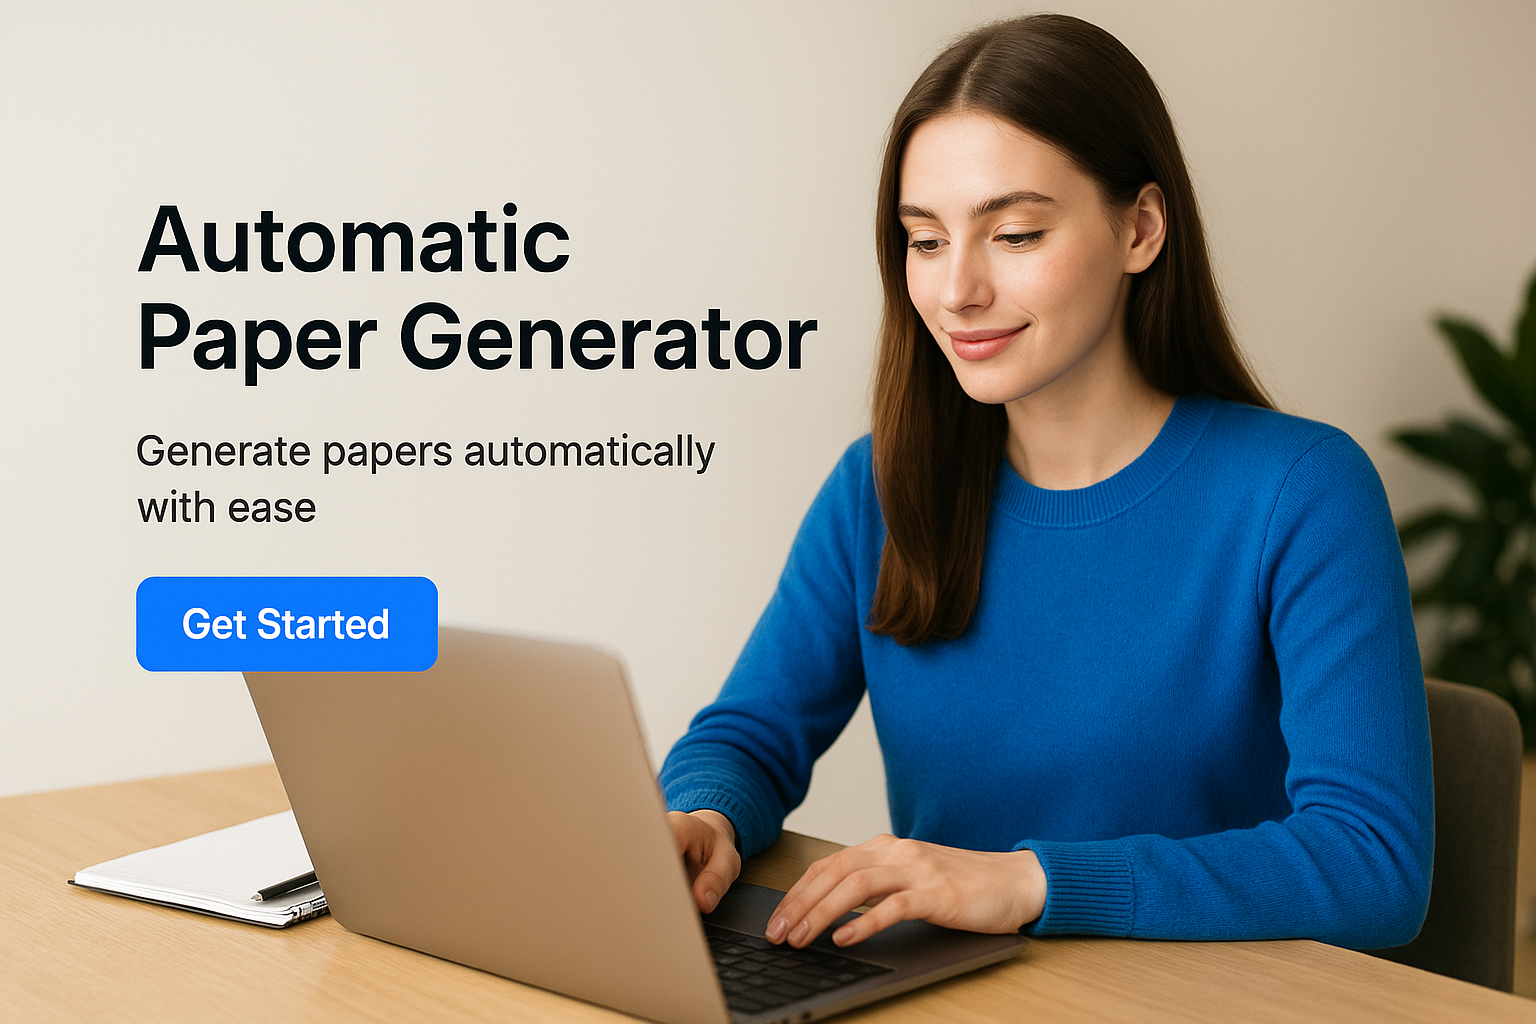 Automatic
Paper Generator
Generate papers automatically
with ease
Get Started